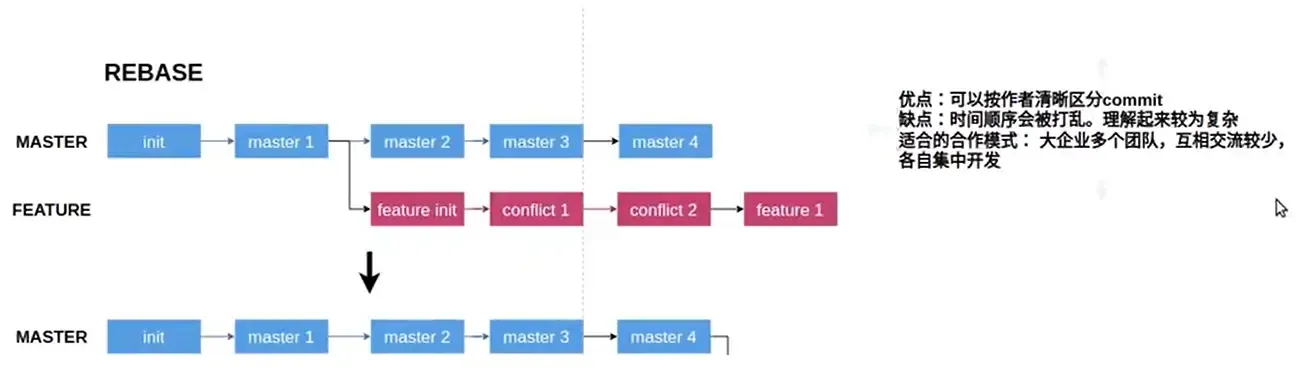 REBASE
优点：可以按作者清晰区分commit
缺点：时间顺序会被打乱。理解起来较为复杂
适合的合作模式： 大企业多个团队，互相交流较少，
各自集中开发
MASTER init master 1 master 2 master 3 master 4
FEATURE feature init conflict 1 conflict 2 feature 1
MASTER init master 1 master 2 master 3 master 4